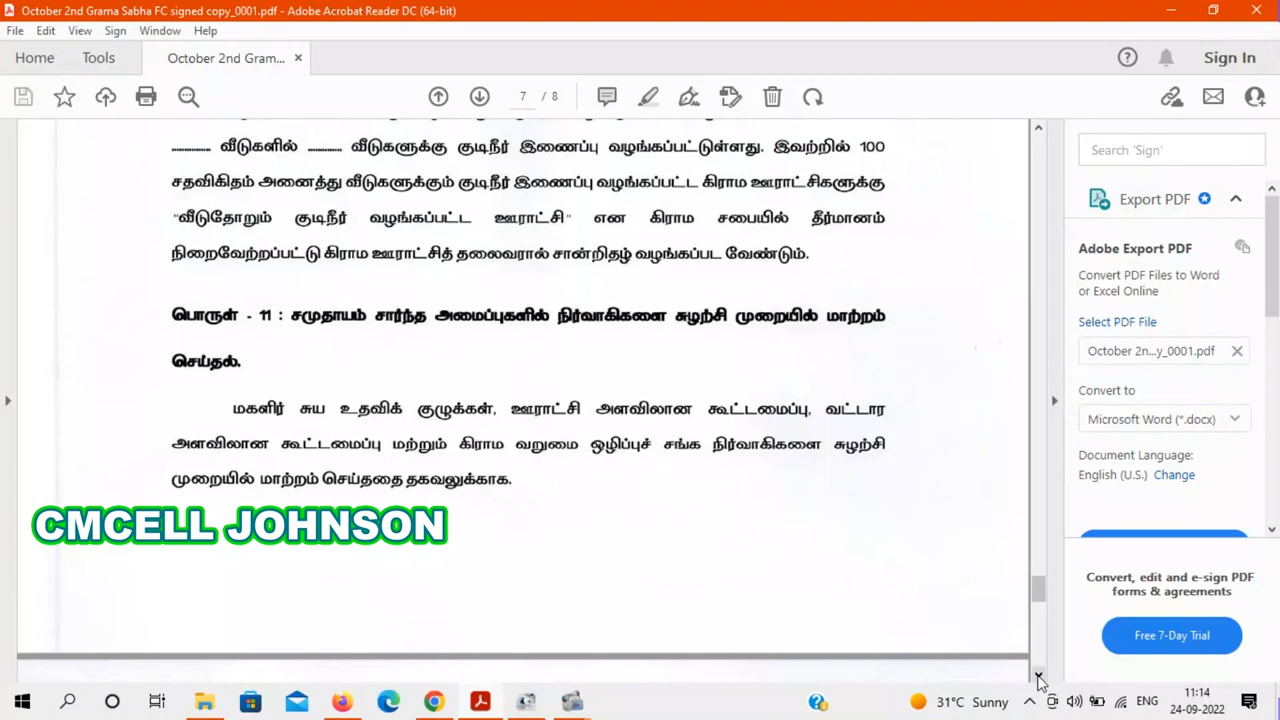 October 2nd Grama Sabha FC signed copy_0001.pdf - Adobe Acrobat Reader DC (64-bit)
File Edit View Sign Window Help
Home Tools October 2nd Gram... × Sign In
7 / 8
............. வீடுகளில் ........... வீடுகளுக்கு குடிநீர் இணைப்பு வழங்கப்பட்டுள்ளது. இவற்றில் 100
சதவிகிதம் அனைத்து வீடுகளுக்கும் குடிநீர் இணைப்பு வழங்கப்பட்ட கிராம ஊராட்சிகளுக்கு
"வீடுதோறும் குடிநீர் வழங்கப்பட்ட ஊராட்சி" என கிராம சபையில் தீர்மானம்
நிறைவேற்றப்பட்டு கிராம ஊராட்சித் தலைவரால் சான்றிதழ் வழங்கப்பட வேண்டும்.
பொருள் - 11 : சமுதாயம் சார்ந்த அமைப்புகளில் நிர்வாகிகளை சுழற்சி முறையில் மாற்றம்
செய்தல்.
மகளிர் சுய உதவிக் குழுக்கள், ஊராட்சி அளவிலான கூட்டமைப்பு, வட்டார
அளவிலான கூட்டமைப்பு மற்றும் கிராம வறுமை ஒழிப்புச் சங்க நிர்வாகிகளை சுழற்சி
முறையில் மாற்றம் செய்ததை தகவலுக்காக.
CMCELL JOHNSON
Search 'Sign'
Export PDF
Adobe Export PDF
Convert PDF Files to Word
or Excel Online
Select PDF File
October 2n...y_0001.pdf
Convert to
Microsoft Word (*.docx)
Document Language:
English (U.S.) Change
Convert, edit and e-sign PDF
forms & agreements
Free 7-Day Trial
31°C Sunny ENG 11:14
24-09-2022